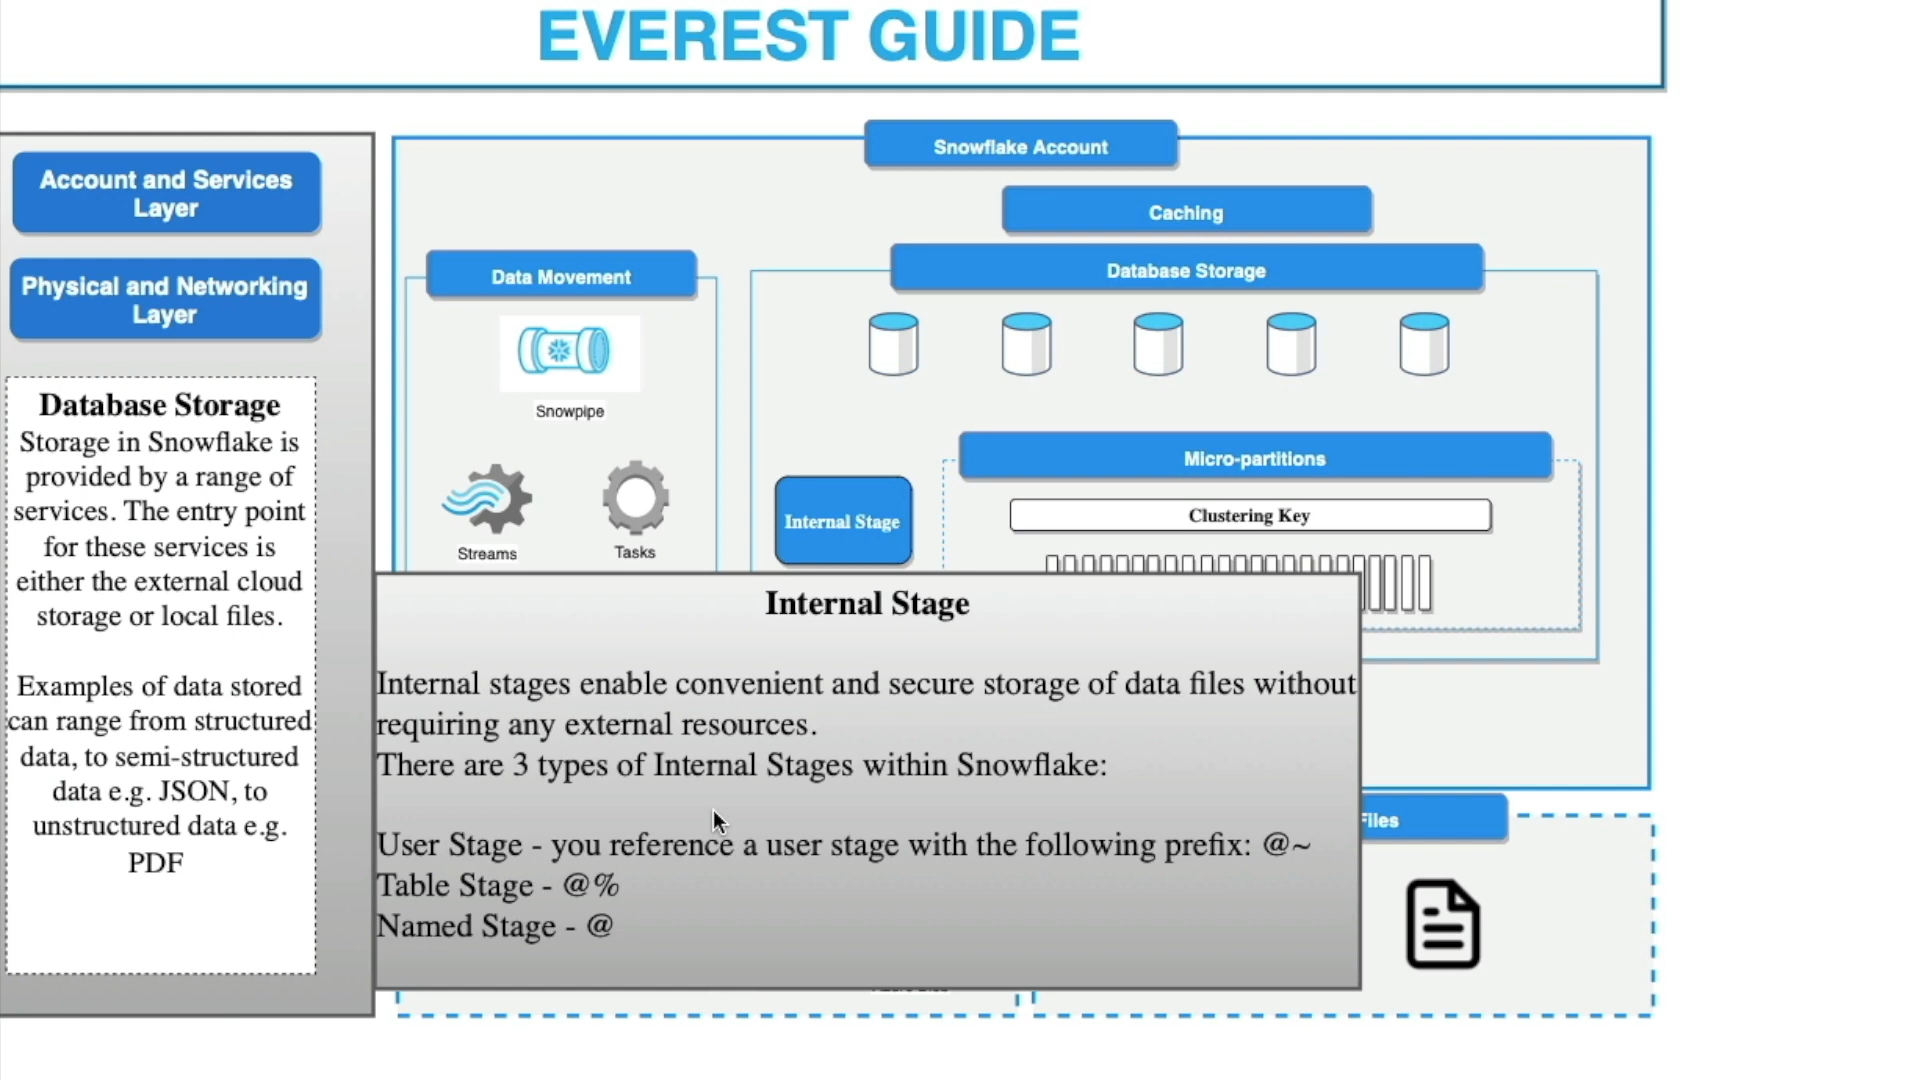 EVEREST GUIDE
Snowflake Account
Caching
Account and Services
Layer
Physical and Networking
Layer
Data Movement
Database Storage
Snowpipe
Streams
Tasks
Micro-partitions
Clustering Key
Internal Stage
Database Storage
Storage in Snowflake is
provided by a range of
services. The entry point
for these services is
either the external cloud
storage or local files.
Examples of data stored
can range from structured
data, to semi-structured
data e.g. JSON, to
unstructured data e.g.
PDF
Internal Stage
Internal stages enable convenient and secure storage of data files without
requiring any external resources.
There are 3 types of Internal Stages within Snowflake:
User Stage - you reference a user stage with the following prefix: @~
Table Stage - @%
Named Stage - @
Files